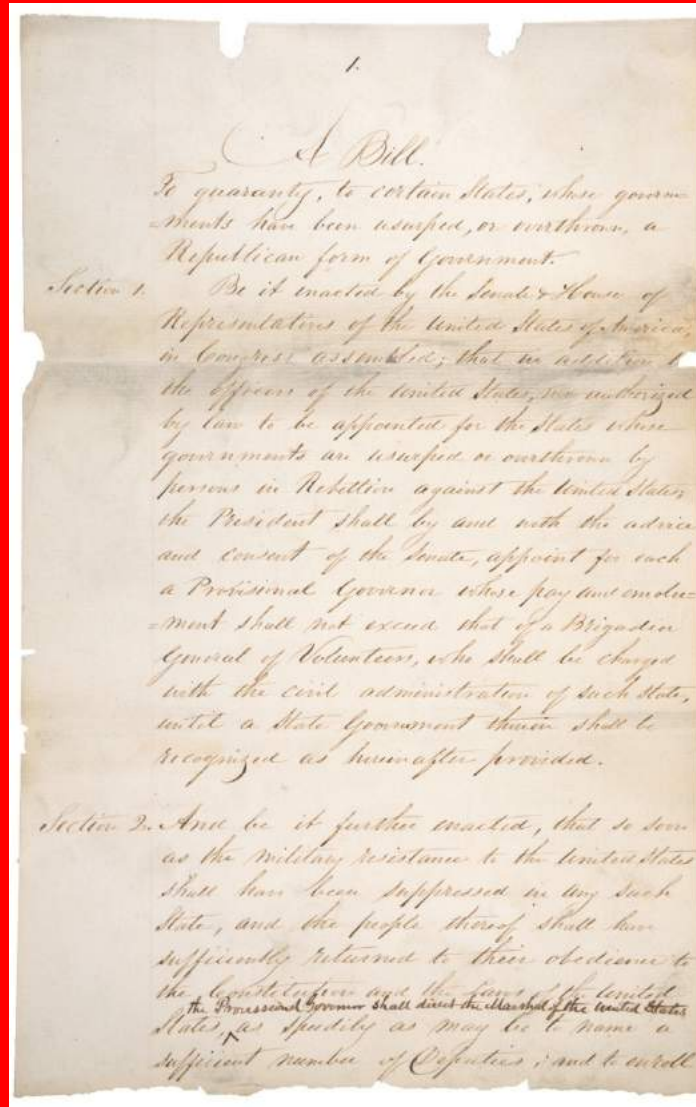 1.
A Bill.
To guaranty, to certain States, whose govern-
=ments have been usurped, or overthrown, a
Republican form of Government.
Section 1. Be it enacted by the Senate & House of
Representatives of the United States of America,
in Congress assembled; that in addition to
the officers of the United States, now authorized
by law to be appointed for the States whose
governments are usurped or overthrown by
persons in Rebellion against the United States,
the President shall by and with the advice
and consent of the Senate, appoint for each
a Provisional Governor whose pay and emolu=
=ment shall not exceed that of a Brigadier
General of Volunteers, who shall be charged
with the civil administration of such State,
until a State Government therein shall be
recognized as hereinafter provided.
Section 2. And be it further enacted, that so soon
as the military resistance to the United States
shall have been suppressed in any such
State, and the people thereof shall have
sufficiently returned to their obedience to
the Constitution and the Laws of the United
the Provisional Governor shall direct the Marshal of the United States
States, as speedily as may be to name a
sufficient number of Deputies; and to enroll